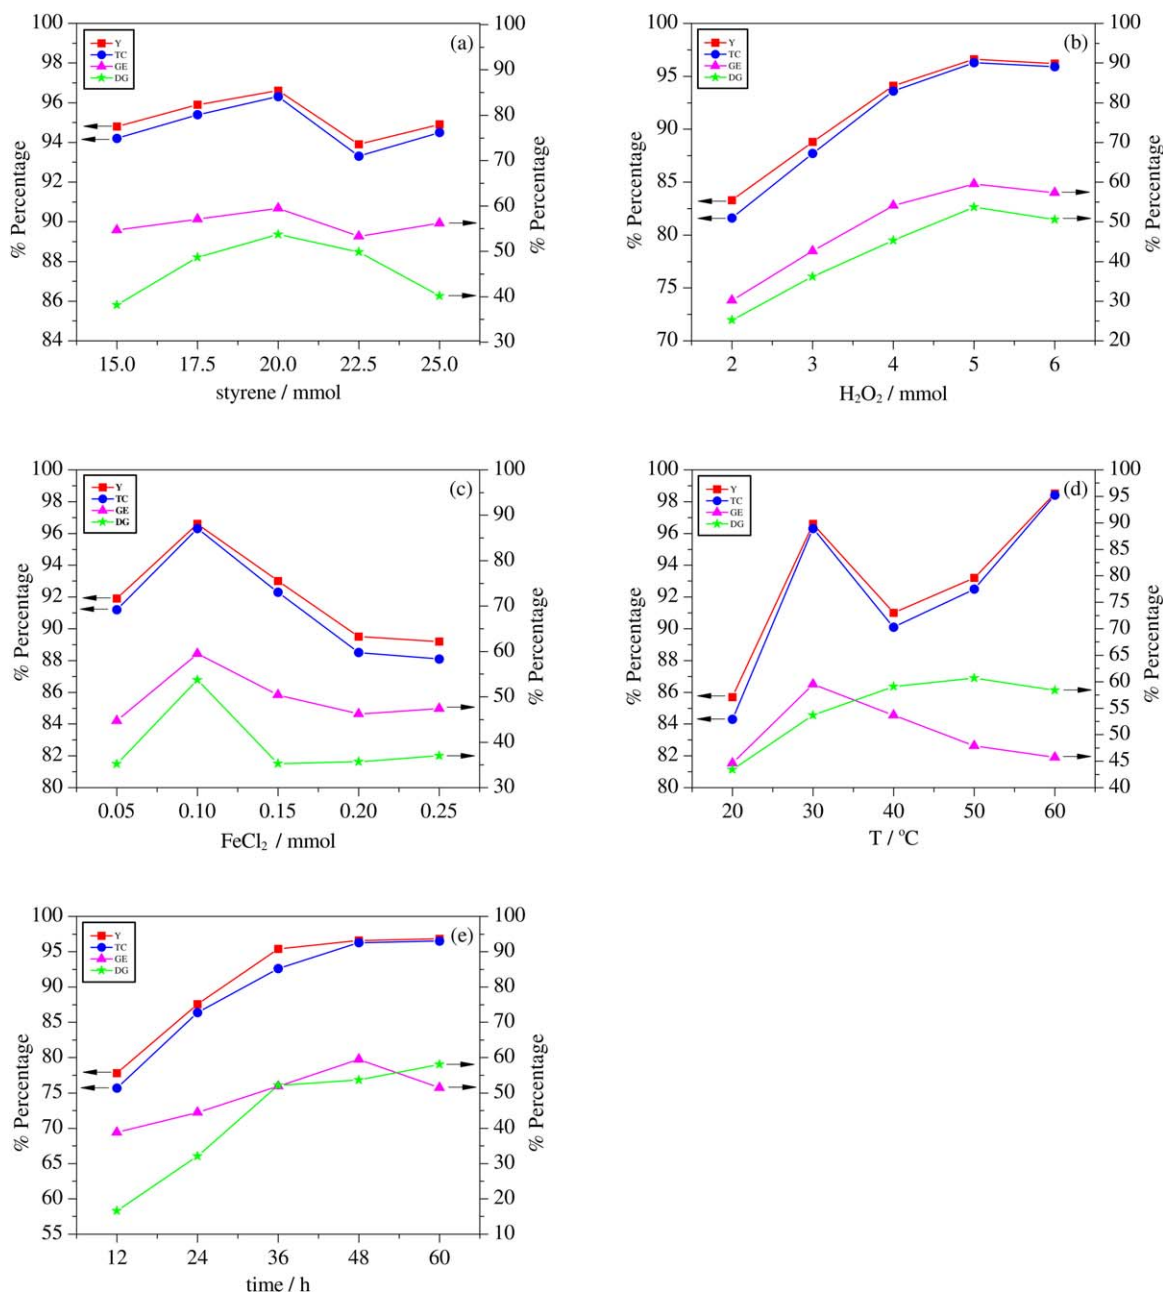 100
98
96
94
92
90
88
86
84
% Percentage
Y
TC
GE
DG
(a)
100
90
80
70
60
50
40
30
% Percentage
15.0 17.5 20.0 22.5 25.0
styrene / mmol
100
95
90
85
80
75
70
% Percentage
Y
TC
GE
DG
(b)
100
90
80
70
60
50
40
30
20
% Percentage
2 3 4 5 6
H₂O₂ / mmol
100
98
96
94
92
90
88
86
84
82
80
% Percentage
Y
TC
GE
DG
(c)
100
90
80
70
60
50
40
30
% Percentage
0.05 0.10 0.15 0.20 0.25
FeCl₂ / mmol
100
98
96
94
92
90
88
86
84
82
80
% Percentage
Y
TC
GE
DG
(d)
100
95
90
85
80
75
70
65
60
55
50
45
40
% Percentage
20 30 40 50 60
T / °C
100
95
90
85
80
75
70
65
60
55
% Percentage
Y
TC
GE
DG
(e)
100
90
80
70
60
50
40
30
20
10
% Percentage
12 24 36 48 60
time / h